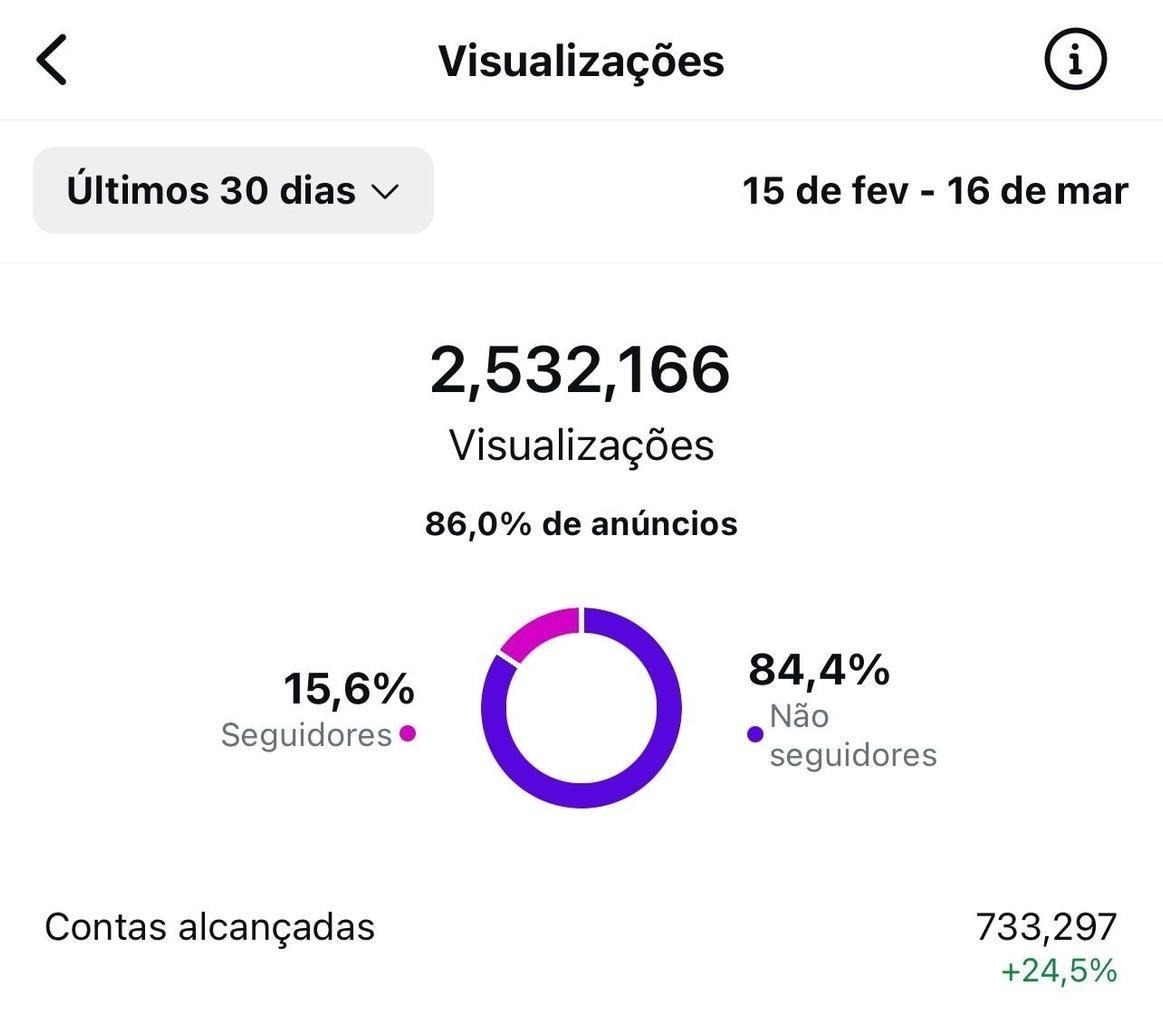 Visualizações
Últimos 30 dias
15 de fev - 16 de mar
2,532,166
Visualizações
86,0% de anúncios
15,6%
Seguidores
84,4%
Não
seguidores
Contas alcançadas
733,297
+24,5%